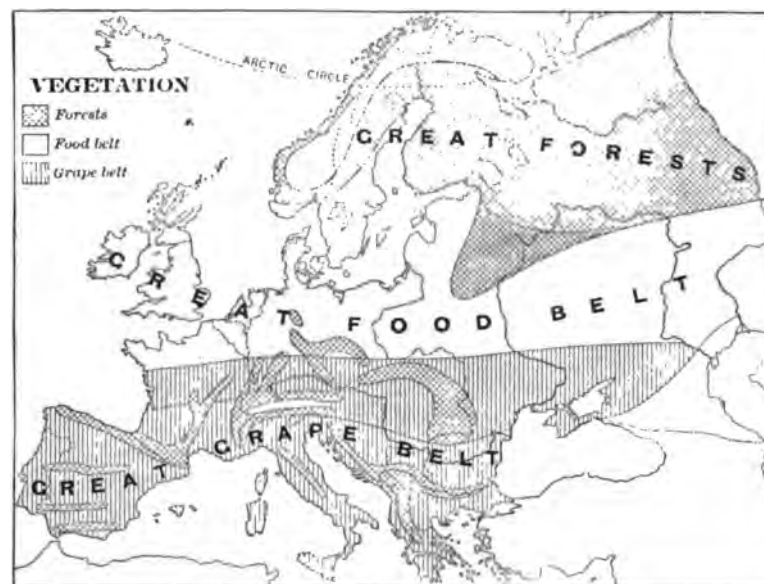 ARCTIC CIRCLE
VEGETATION
Forests
Food belt
Grape belt
GREAT FORESTS
GREAT FOOD BELT
GREAT GRAPE BELT